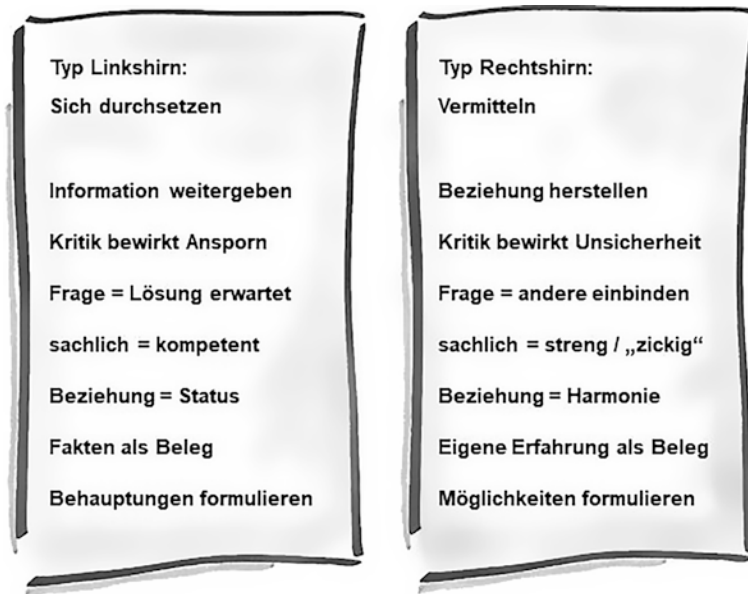 Typ Linkshirn:
Sich durchsetzen
Information weitergeben
Kritik bewirkt Ansporn
Frage = Lösung erwartet
sachlich = kompetent
Beziehung = Status
Fakten als Beleg
Behauptungen formulieren
Typ Rechtshirn:
Vermitteln
Beziehung herstellen
Kritik bewirkt Unsicherheit
Frage = andere einbinden
sachlich = streng / „zickig“
Beziehung = Harmonie
Eigene Erfahrung als Beleg
Möglichkeiten formulieren